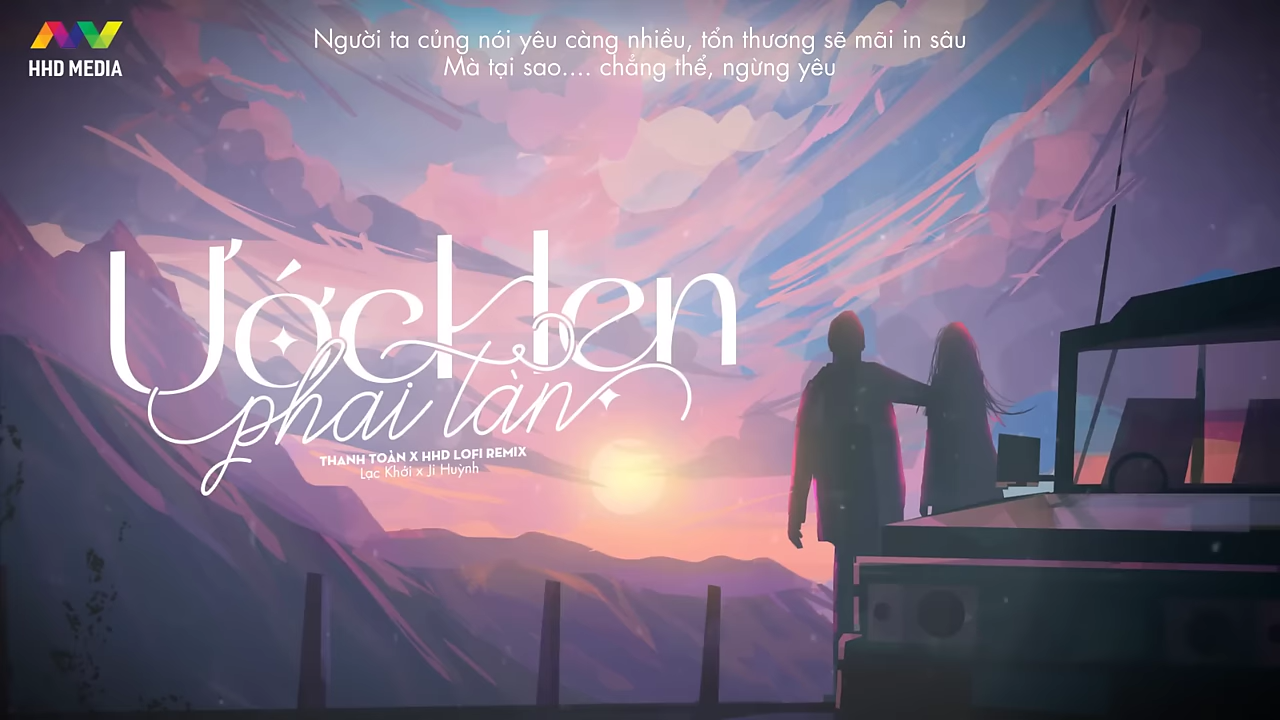 HHD MEDIA
Người ta củng nói yêu càng nhiều, tổn thương sẽ mãi in sâu
Mà tại sao.... chẳng thể, ngừng yêu
Ước Hẹn
phai tàn
THANH TOÀN X HHD LOFI REMIX
Lạc Khởi x Ji Huỳnh